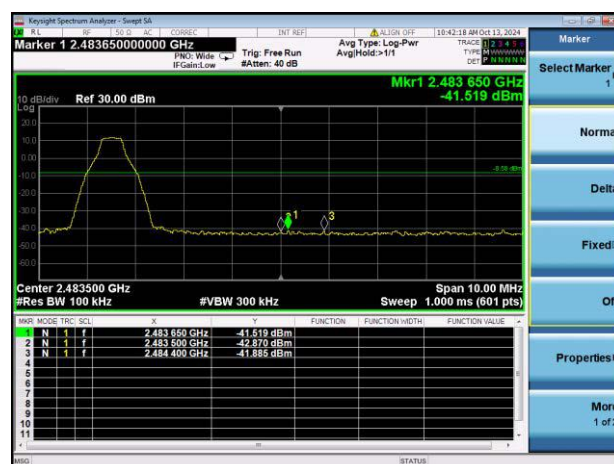 Keysight Spectrum Analyzer - Swept SA
RL RF 50 Ω AC CORREC INT REF ALIGN OFF 10:42:18 AM Oct 13, 2024
Marker 1 2.483650000000 GHz
PNO: Wide
IFGain:Low
Trig: Free Run
#Atten: 40 dB
Avg Type: Log-Pwr
Avg|Hold:>1/1
TRACE 1 2 3 4 5 6
TYPE M W W W W W
DET P N N N N N
Mkr1 2.483 650 GHz
-41.519 dBm
10 dB/div Ref 30.00 dBm
Log
20.0
10.0
0.00
-10.0
-20.0
-30.0
-40.0
-50.0
-60.0
1
3
Center 2.483500 GHz Span 10.00 MHz
#Res BW 100 kHz #VBW 300 kHz Sweep 1.000 ms (601 pts)
MKR MODE TRC SCL X Y FUNCTION FUNCTION WIDTH FUNCTION VALUE
1 N 1 f 2.483 650 GHz -41.519 dBm
2 N 1 f 2.483 500 GHz -42.870 dBm
3 N 1 f 2.484 400 GHz -41.885 dBm
4
5
6
7
8
9
10
11
MSG STATUS
Marker
Select Marker
1
Norma
Delta
Fixed
Of
Properties
More
1 of 2